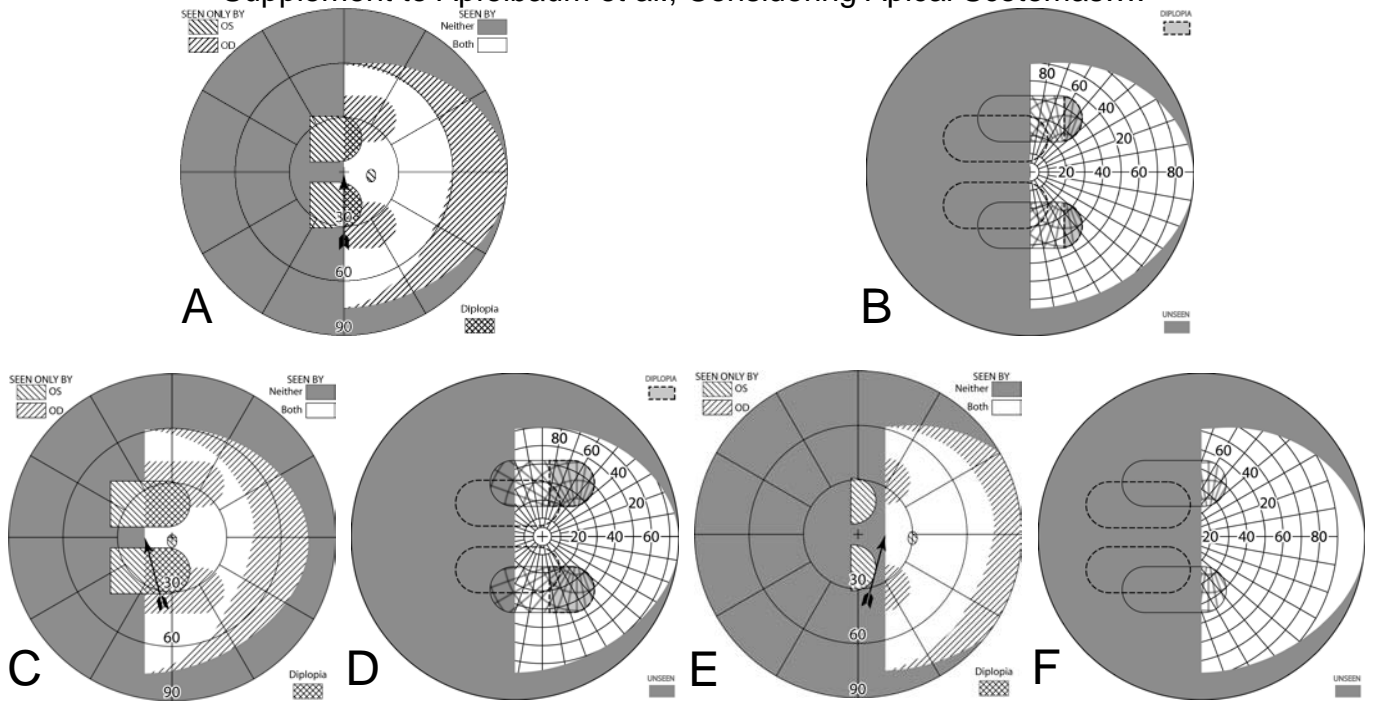 Supplement to Apfelbaum et al., Considering Apical Scotomas....
SEEN ONLY BY
OS
OD
SEEN BY
Neither
Both
30
60
90
A
Diplopia
DIPLOPIA
80
60
40
20
20 40 60 80
B
UNSEEN
SEEN ONLY BY
OS
OD
SEEN BY
Neither
Both
30
60
90
C
Diplopia
DIPLOPIA
80
60
40
20
20 40 60
D
UNSEEN
SEEN ONLY BY
OS
OD
SEEN BY
Neither
Both
30
60
90
E
Diplopia
60
40
20
20 40 60 80
F
UNSEEN